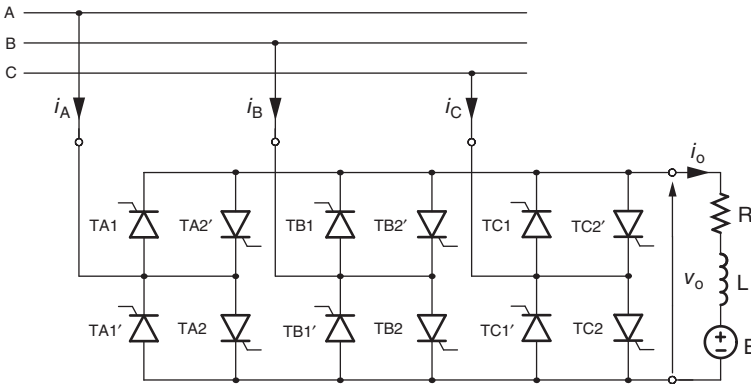 A
B
C
iA
iB
iC
io
TA1
TA2′
TB1
TB2′
TC1
TC2′
R
vo
L
TA1′
TA2
TB1′
TB2
TC1′
TC2
E